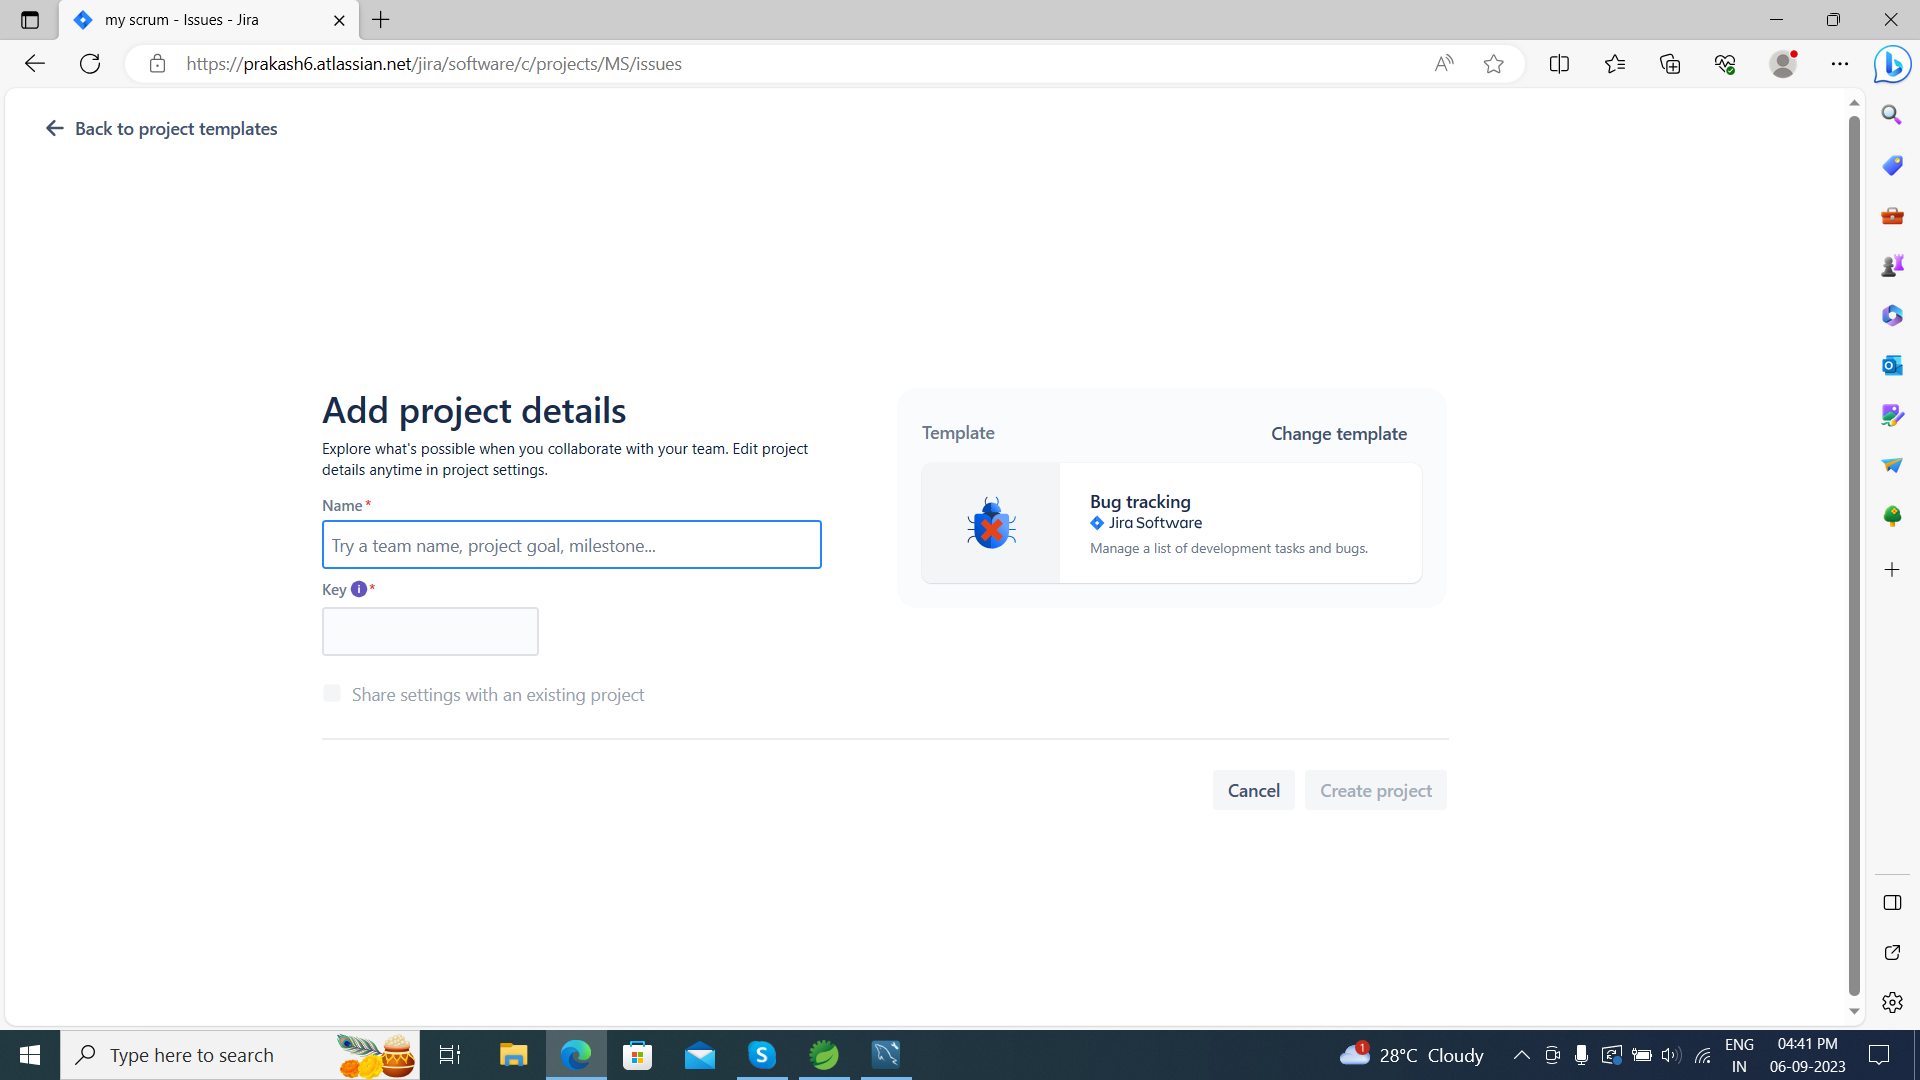 my scrum - Issues - Jira
https://prakash6.atlassian.net/jira/software/c/projects/MS/issues
Back to project templates
Add project details
Explore what's possible when you collaborate with your team. Edit project
details anytime in project settings.
Name *
Try a team name, project goal, milestone...
Key i *
Share settings with an existing project
Template
Change template
Bug tracking
Jira Software
Manage a list of development tasks and bugs.
Cancel
Create project
Type here to search
1
28°C Cloudy
ENG
IN
04:41 PM
06-09-2023